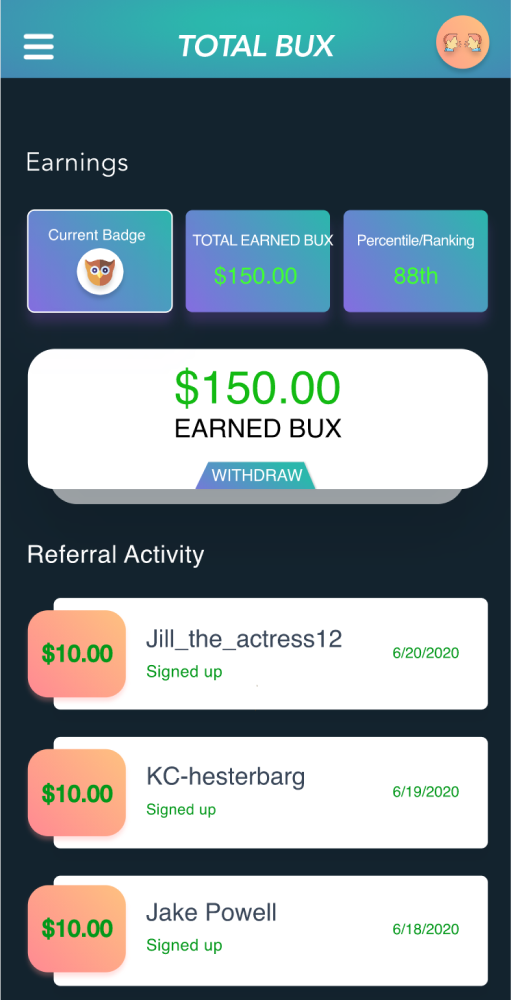 TOTAL BUX
Earnings
Current Badge
TOTAL EARNED BUX
$150.00
Percentile/Ranking
88th
$150.00
EARNED BUX
WITHDRAW
Referral Activity
$10.00
Jill_the_actress12
Signed up
6/20/2020
$10.00
KC-hesterbarg
Signed up
6/19/2020
$10.00
Jake Powell
Signed up
6/18/2020